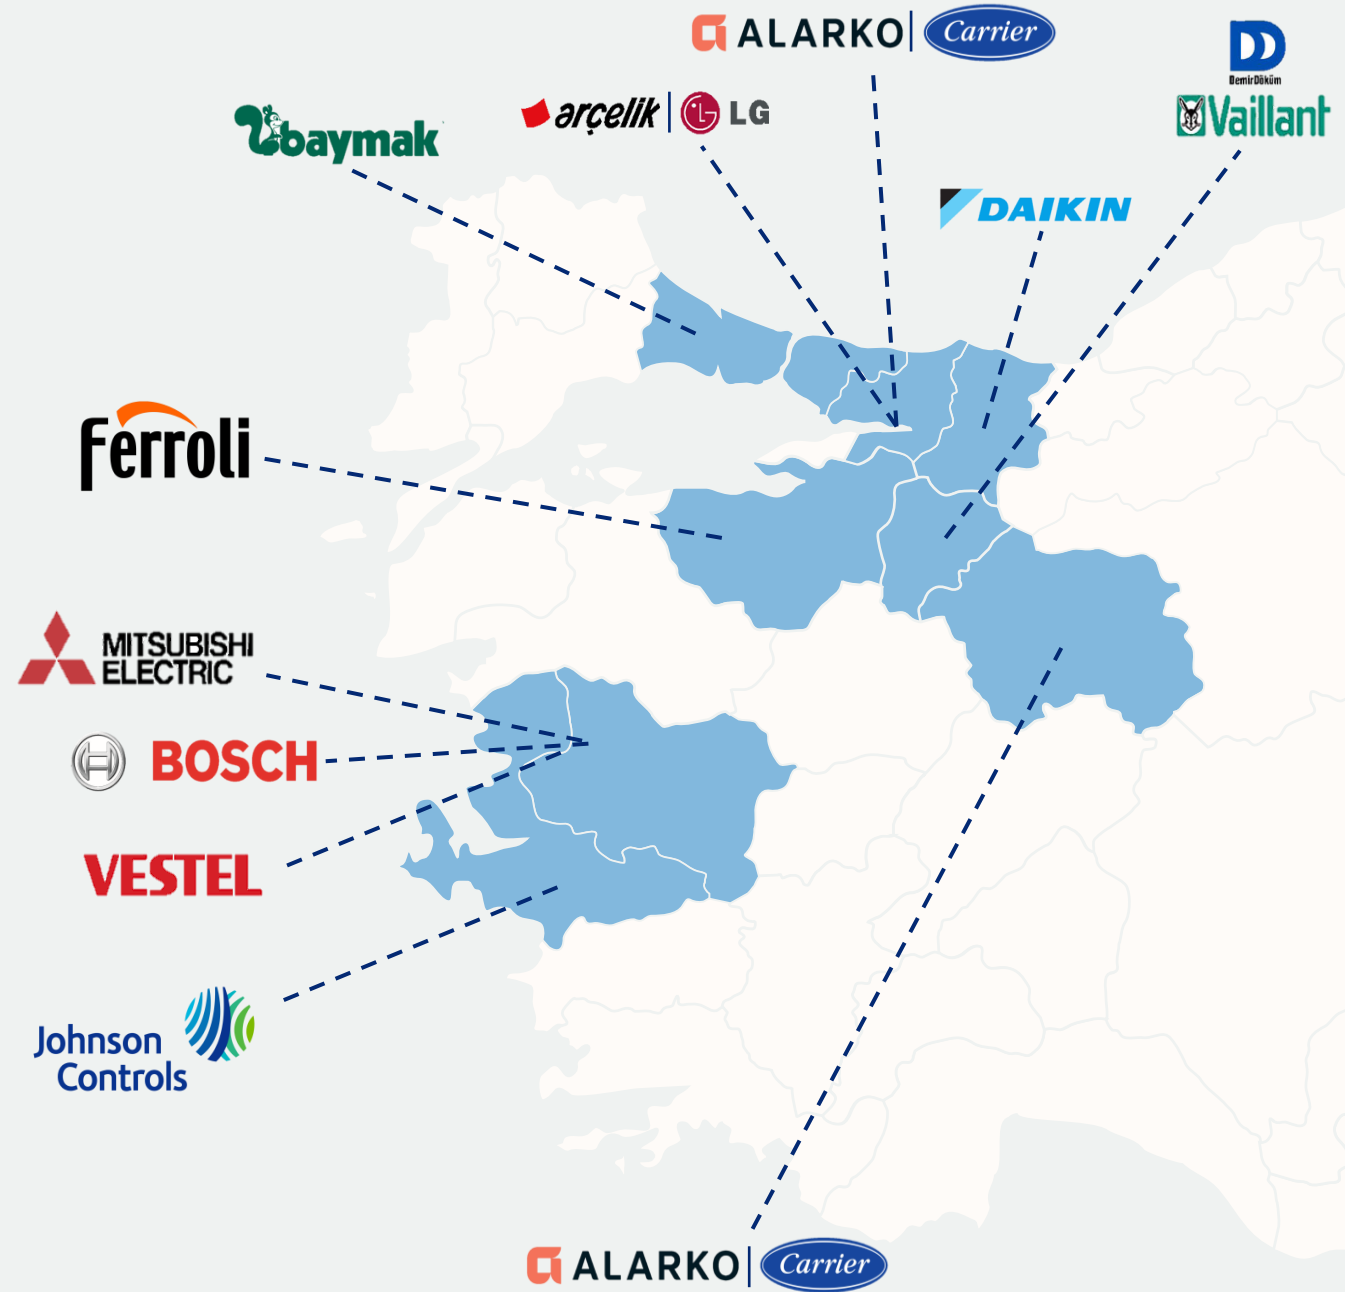 ALARKO Carrier
DemirDöküm
Vaillant
arçelik LG
baymak
DAIKIN
Ferroli
MITSUBISHI
ELECTRIC
BOSCH
VESTEL
Johnson
Controls
ALARKO Carrier